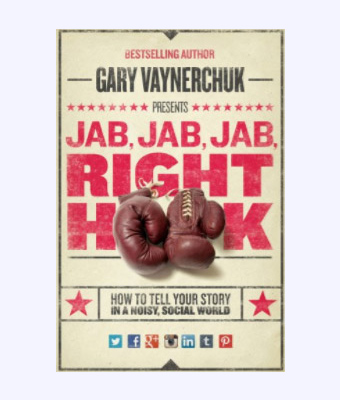 BESTSELLING AUTHOR
GARY VAYNERCHUK
PRESENTS
JAB, JAB, JAB,
RIGHT
HOOK
HOW TO TELL YOUR STORY
IN A NOISY, SOCIAL WORLD